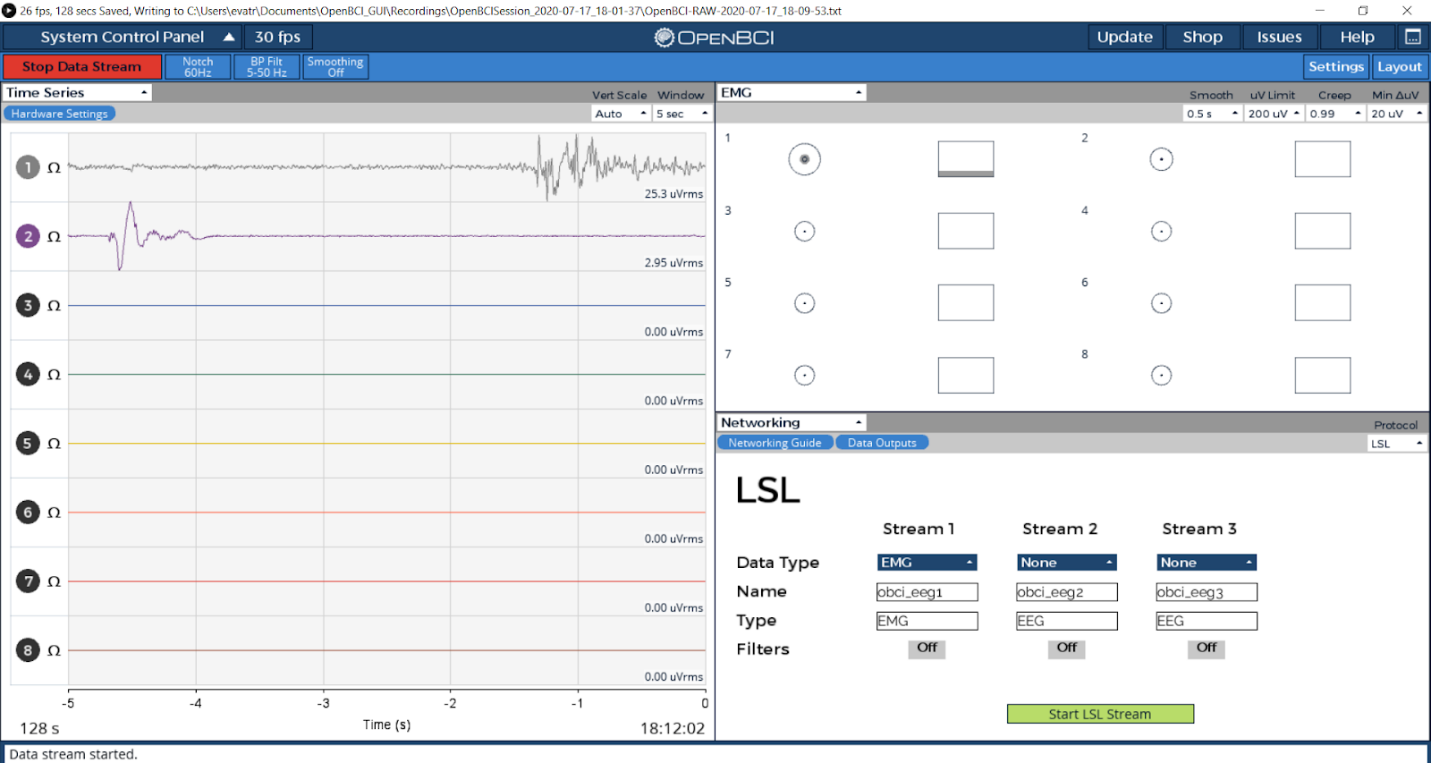 26 fps, 128 secs Saved, Writing to C:\Users\evatr\Documents\OpenBCI_GUI\Recordings\OpenBCISession_2020-07-17_18-01-37\OpenBCI-RAW-2020-07-17_18-09-53.txt
System Control Panel 30 fps OPENBCI Update Shop Issues Help
Stop Data Stream Notch 60Hz BP Filt 5-50 Hz Smoothing Off Settings Layout
Time Series Vert Scale Window
Hardware Settings Auto 5 sec
1 Ω 25.3 uVrms
2 Ω 2.95 uVrms
3 Ω 0.00 uVrms
4 Ω 0.00 uVrms
5 Ω 0.00 uVrms
6 Ω 0.00 uVrms
7 Ω 0.00 uVrms
8 Ω 0.00 uVrms
-5 -4 -3 -2 -1 0
Time (s)
128 s 18:12:02
EMG Smooth uV Limit Creep Min ΔuV
0.5 s 200 uV 0.99 20 uV
1 2
3 4
5 6
7 8
Networking Protocol
Networking Guide Data Outputs LSL
LSL
Stream 1 Stream 2 Stream 3
Data Type EMG None None
Name obci_eeg1 obci_eeg2 obci_eeg3
Type EMG EEG EEG
Filters Off Off Off
Start LSL Stream
Data stream started.